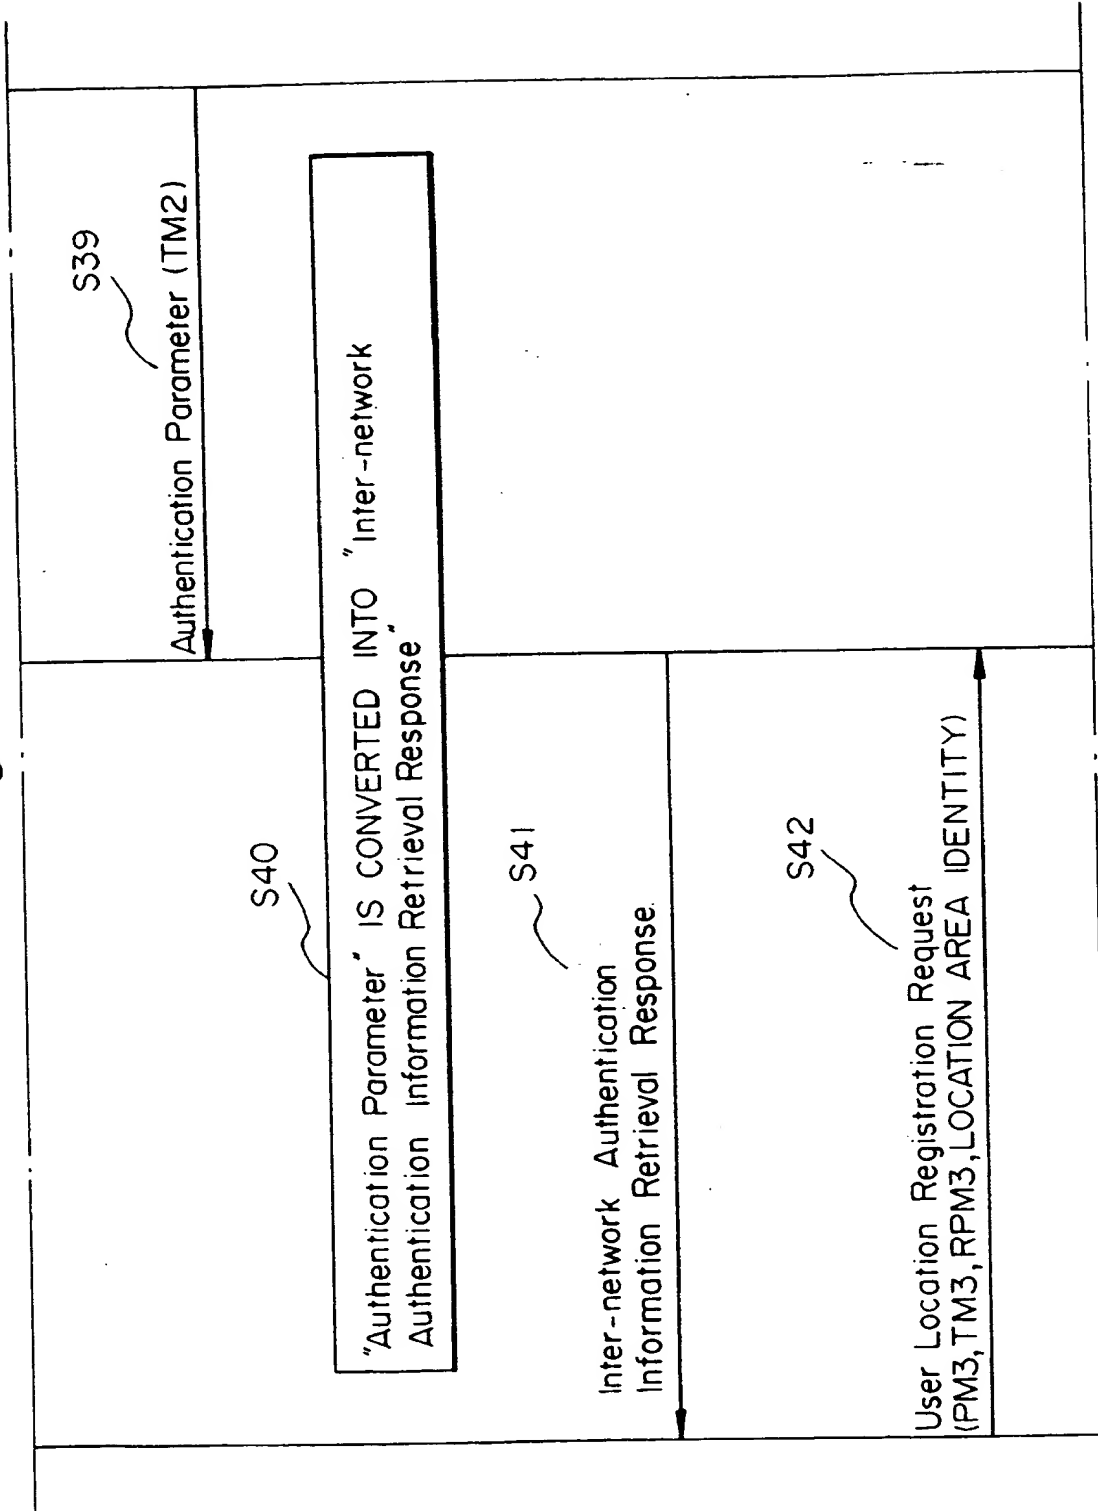 S39
Authentication Parameter (TM2)
S40
"Authentication Parameter" IS CONVERTED INTO "Inter-network
Authentication Information Retrieval Response"
S41
Inter-network Authentication
Information Retrieval Response.
S42
User Location Registration Request
(PM3,TM3,RPM3,LOCATION AREA IDENTITY)